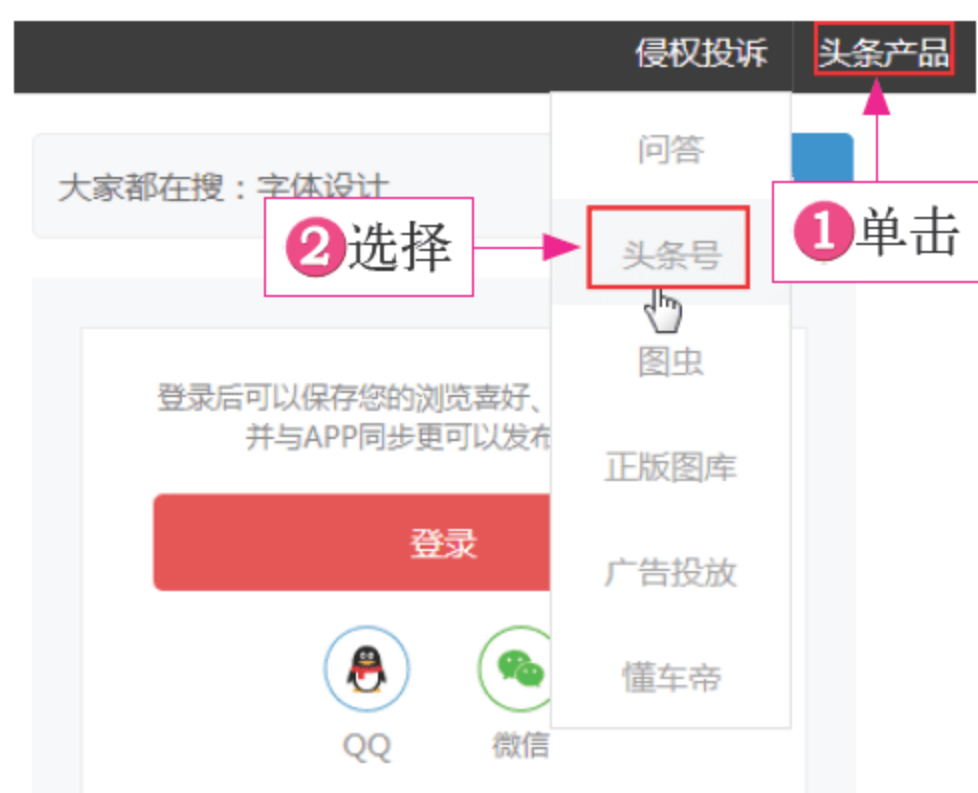 侵权投诉 头条产品
问答
大家都在搜：字体设计
❶单击
❷选择
头条号
图虫
登录后可以保存您的浏览喜好、
并与APP同步更可以发布
正版图库
登录
广告投放
懂车帝
QQ 微信